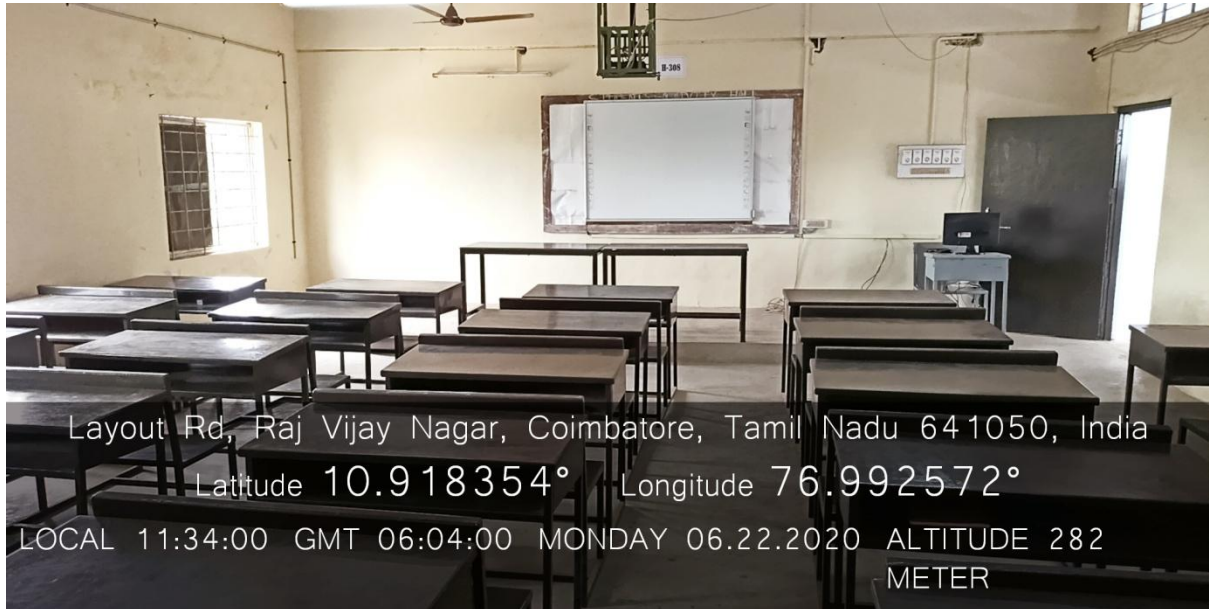 H-308
Layout Rd, Raj Vijay Nagar, Coimbatore, Tamil Nadu 641050, India
Latitude 10.918354° Longitude 76.992572°
LOCAL 11:34:00 GMT 06:04:00 MONDAY 06.22.2020 ALTITUDE 282
METER